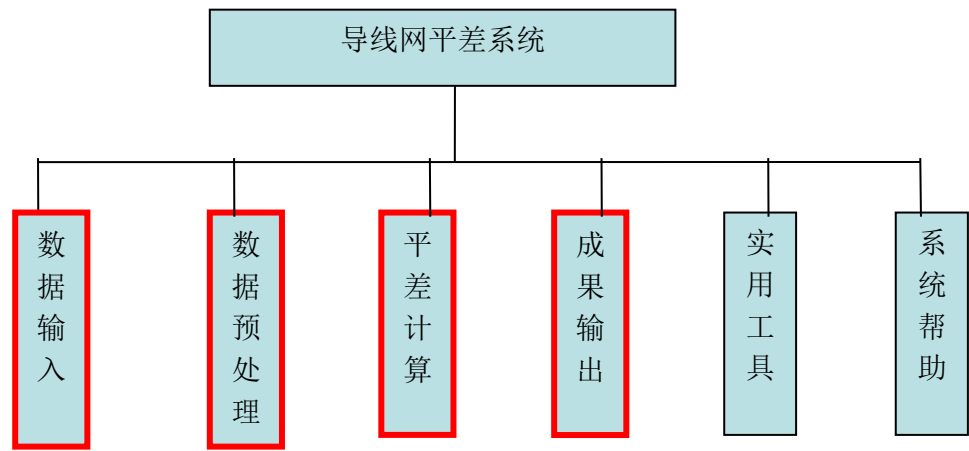 导线网平差系统
数据输入
数据预处理
平差计算
成果输出
实用工具
系统帮助